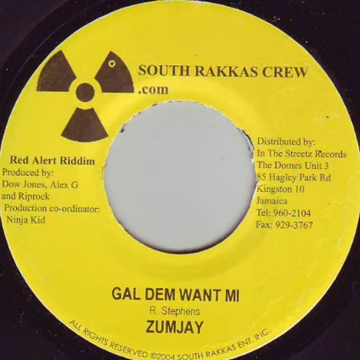 SOUTH RAKKAS CREW
.com
Red Alert Riddim
Produced by:
Dow Jones, Alex G
and Riprock
Production co-ordinator:
Ninja Kid
Distributed by:
In The Streetz Records
The Domes Unit 3
85 Hagley Park Rd
Kingston 10
Jamaica
Tel: 960-2104
Fax: 929-3767
GAL DEM WANT MI
R. Stephens
ZUMJAY
ALL RIGHTS RESERVED ©2004 SOUTH RAKKAS ENT. INC.